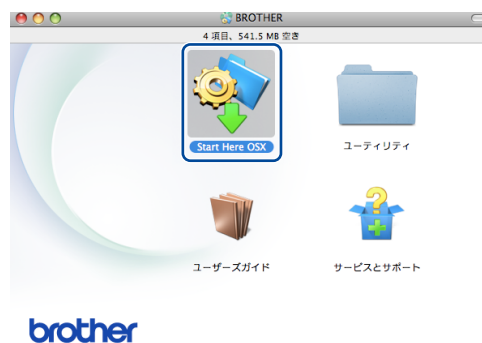 BROTHER
4 項目、541.5 MB 空き
Start Here OSX
ユーティリティ
ユーザーズガイド
サービスとサポート
brother